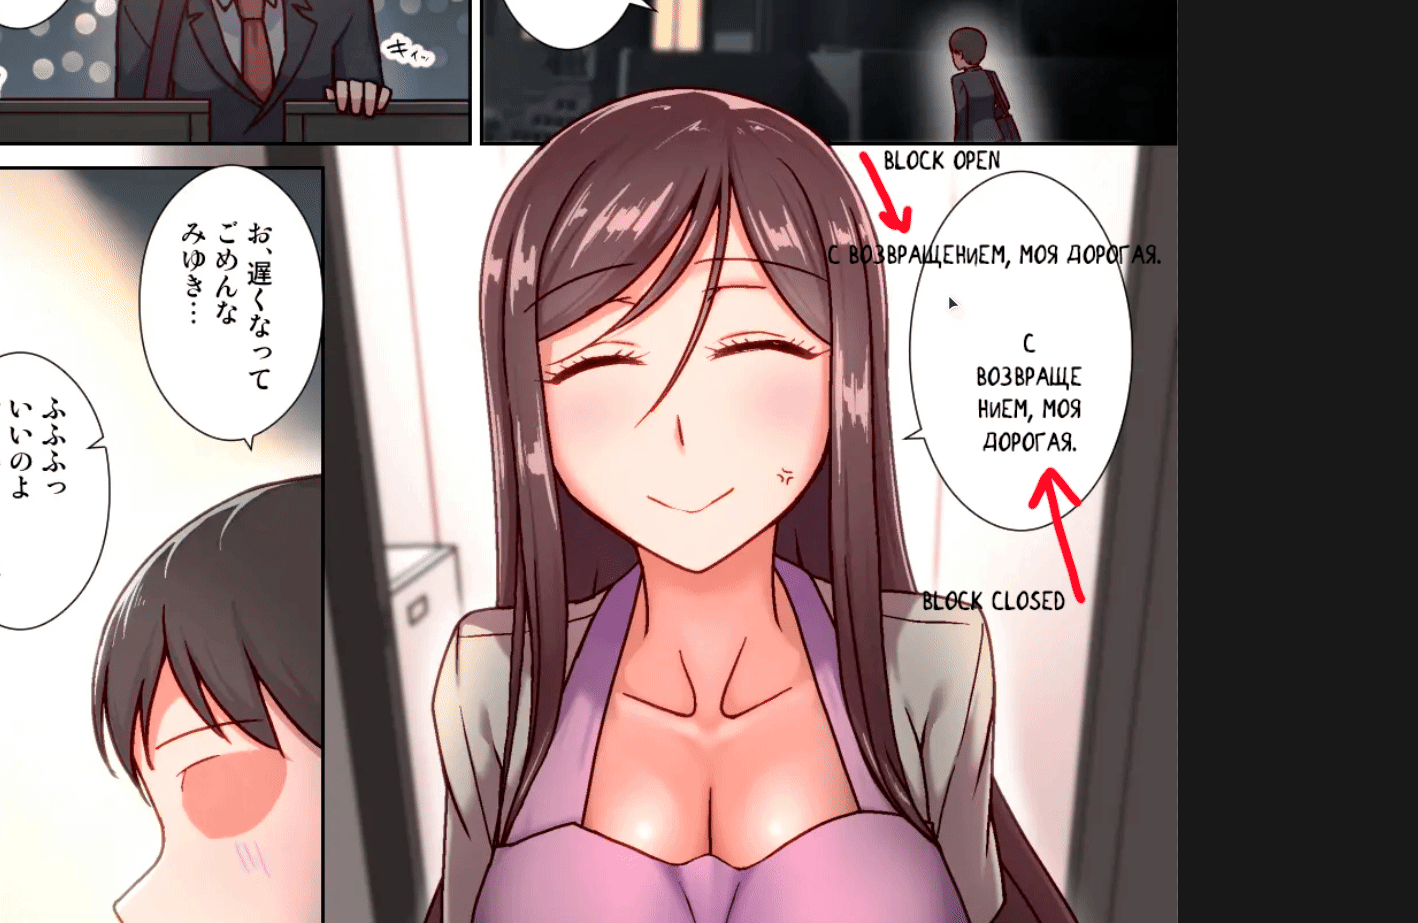 キィッ
BLOCK OPEN
С ВОЗВРАЩЕНИЕМ, МОЯ ДОРОГАЯ.
С
ВОЗВРАЩЕ
НИЕМ, МОЯ
ДОРОГАЯ.
BLOCK CLOSED
お、遅くなって
ごめんな
みゆき…
ふふふっ
いいのよ